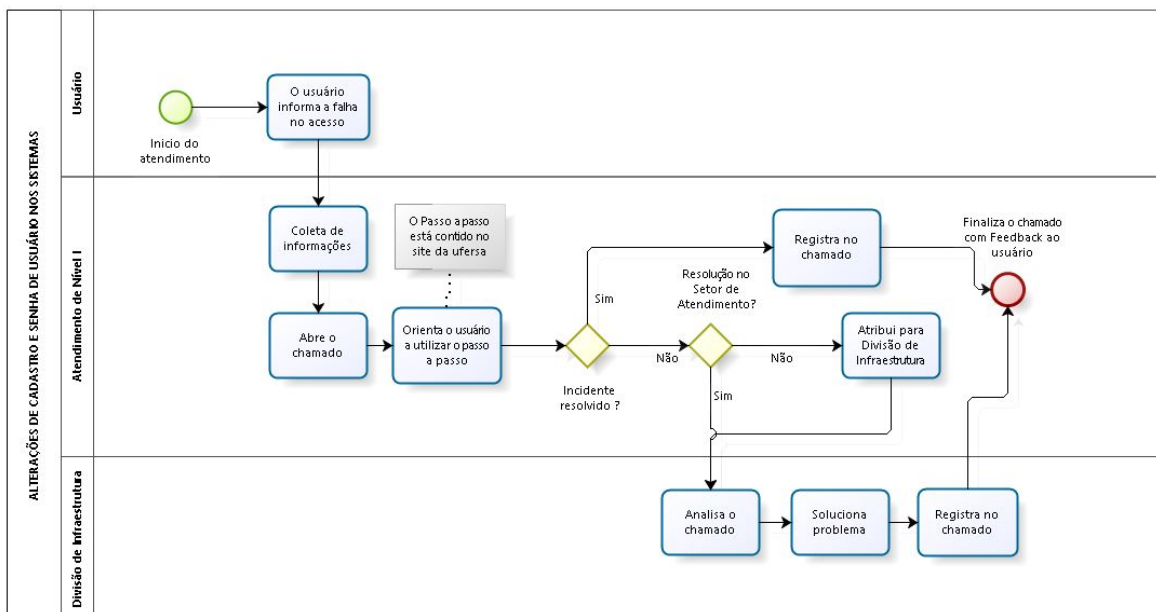 ALTERAÇÕES DE CADASTRO E SENHA DE USUÁRIO NOS SISTEMAS
Usuário
Inicio do
atendimento
O usuário
informa a falha
no acesso
Atendimento de Nível I
Coleta de
informações
Abre o
chamado
O Passo a passo
está contido no
site da ufersa
Orienta o usuário
a utilizar o passo
a passo
Incidente
resolvido ?
Sim
Não
Registra no
chamado
Resolução no
Setor de
Atendimento?
Sim
Não
Atribui para
Divisão de
Infraestrutura
Finaliza o chamado
com Feedback ao
usuário
Divisão de Infraestrutura
Analisa o
chamado
Soluciona
problema
Registra no
chamado